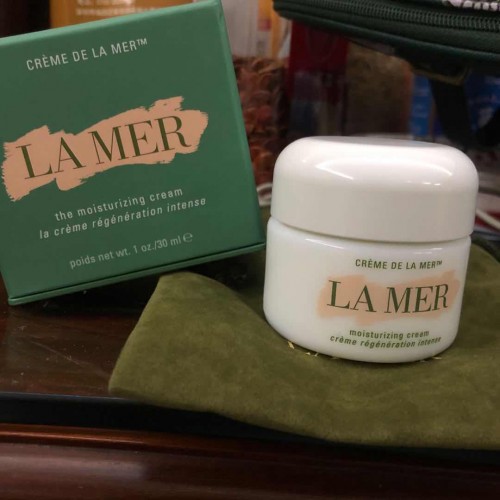 CRÈME DE LA MER™
LA MER
the moisturizing cream
la crème régénération intense
poids net wt. 1 oz./30 ml ℮
CRÈME DE LA MER™
LA MER
moisturizing cream
crème régénération intense